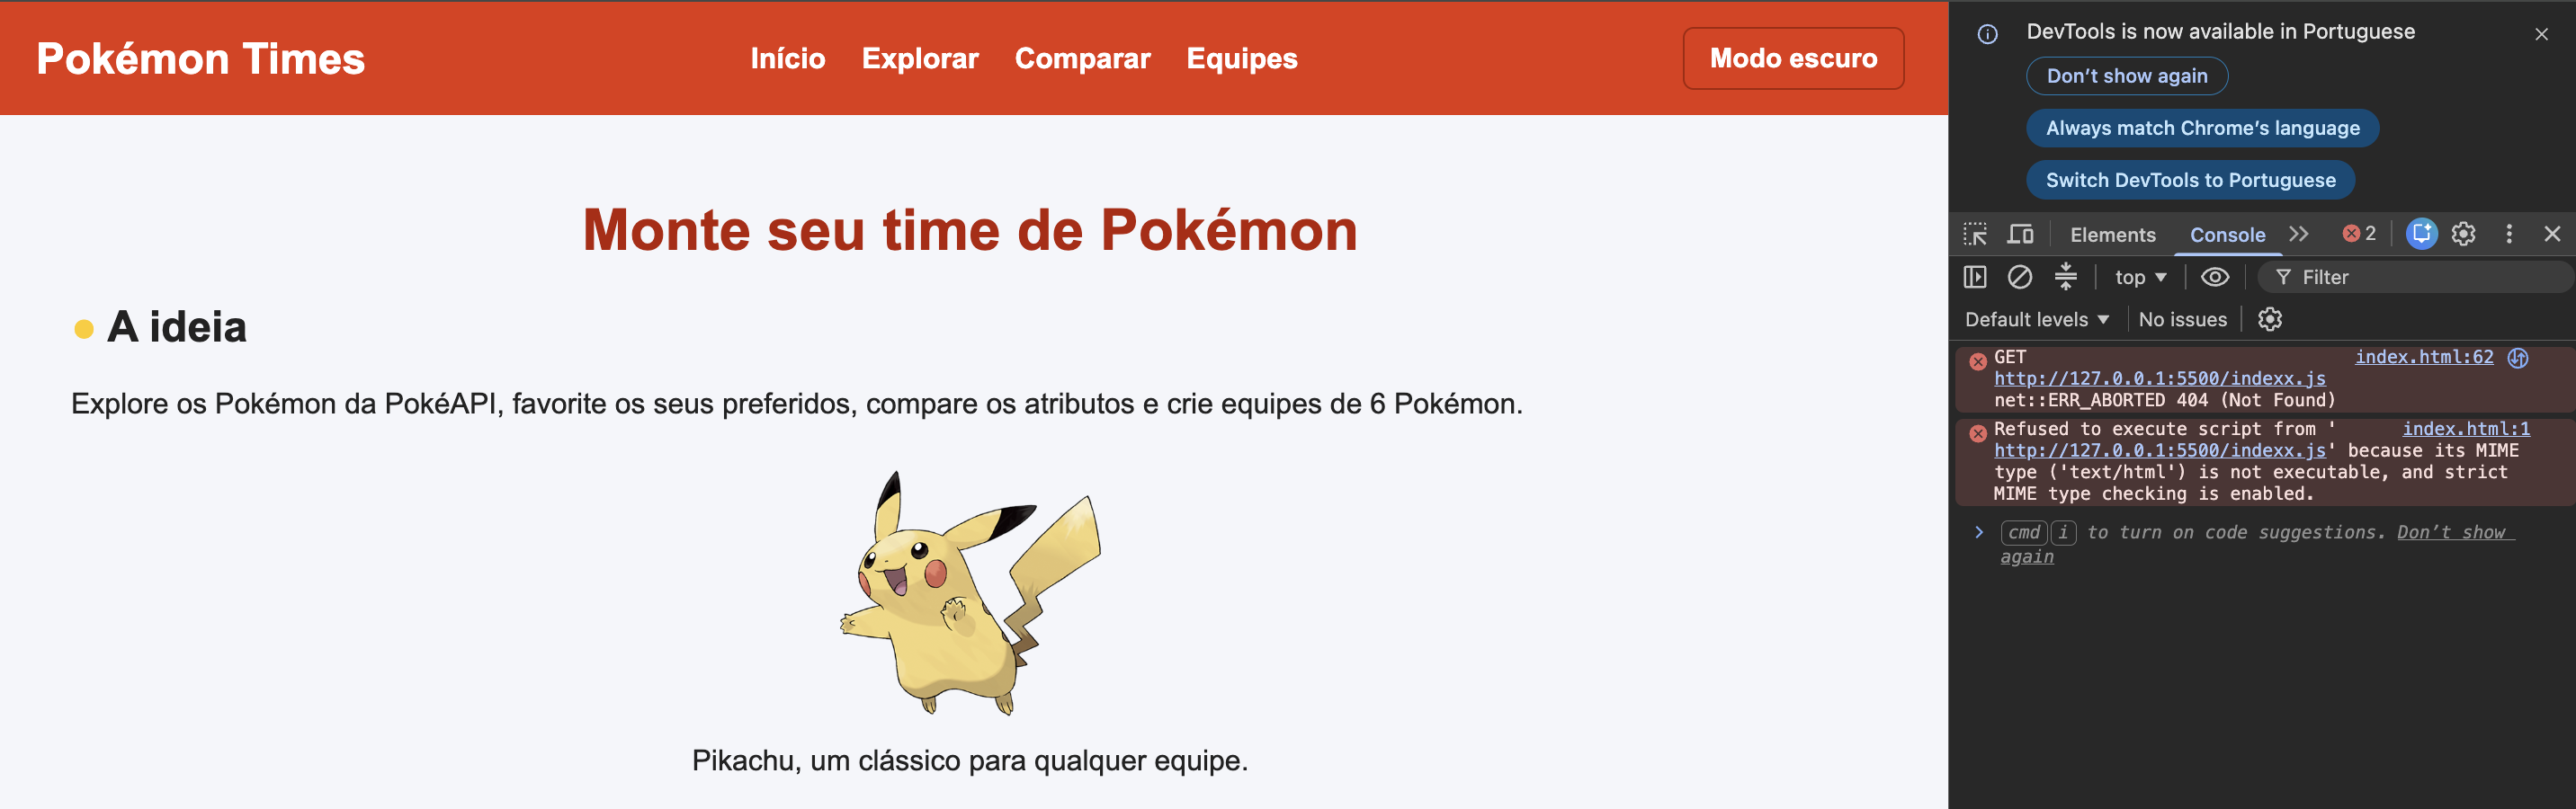 Pokémon Times
Início Explorar Comparar Equipes
Modo escuro
Monte seu time de Pokémon
A ideia
Explore os Pokémon da PokéAPI, favorite os seus preferidos, compare os atributos e crie equipes de 6 Pokémon.
Pikachu, um clássico para qualquer equipe.
DevTools is now available in Portuguese
Don’t show again
Always match Chrome’s language
Switch DevTools to Portuguese
Elements Console 2
top Filter
Default levels No issues
GET index.html:62
http://127.0.0.1:5500/indexx.js
net::ERR_ABORTED 404 (Not Found)
Refused to execute script from ' index.html:1
http://127.0.0.1:5500/indexx.js' because its MIME
type ('text/html') is not executable, and strict
MIME type checking is enabled.
cmd i to turn on code suggestions. Don’t show
again